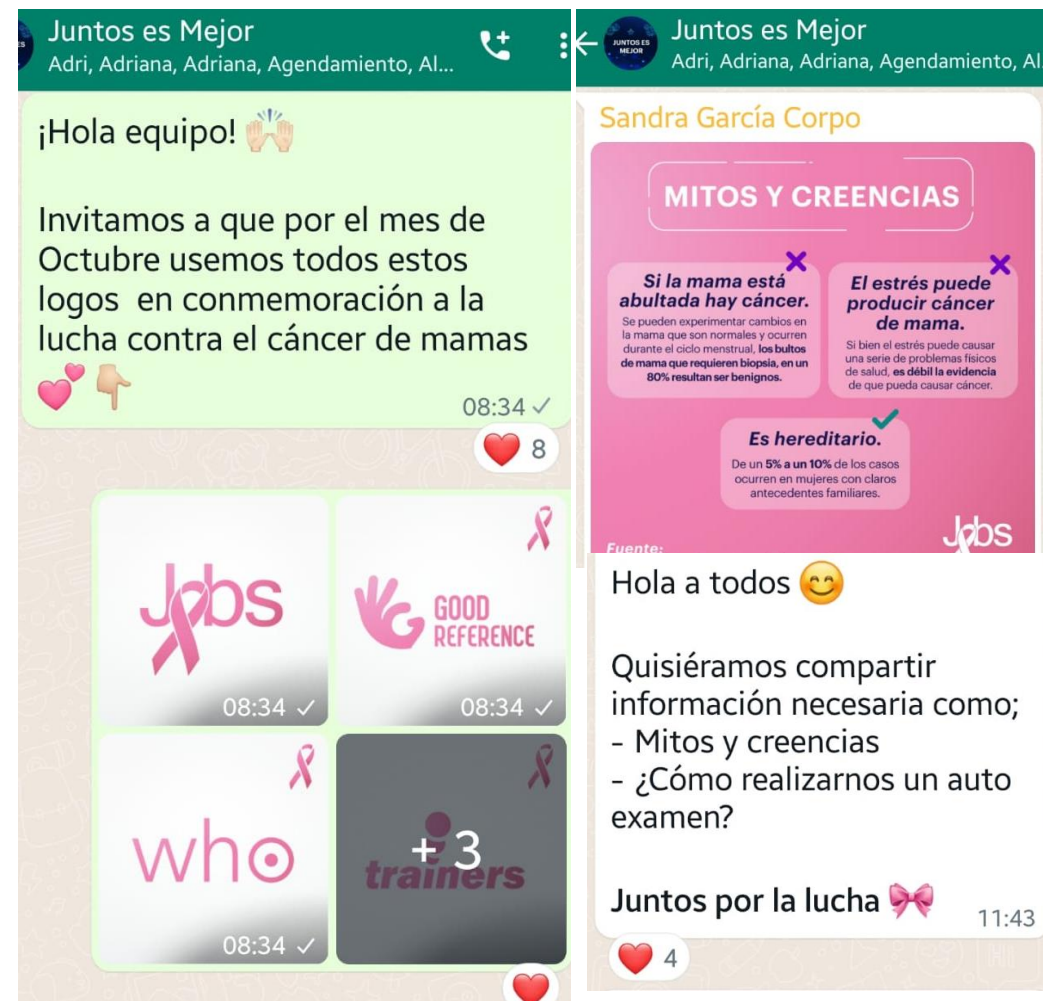 Juntos es Mejor
Adri, Adriana, Adriana, Agendamiento, Al...
¡Hola equipo! 🙌🏻
Invitamos a que por el mes de
Octubre usemos todos estos
logos en conmemoración a la
lucha contra el cáncer de mamas
💕👇🏻
08:34
❤️ 8
Jobs
08:34
GOOD
REFERENCE
08:34
who
08:34
trainers
+ 3
JUNTOS ES
MEJOR
Juntos es Mejor
Adri, Adriana, Adriana, Agendamiento, Al
Sandra García Corpo
MITOS Y CREENCIAS
Si la mama está
abultada hay cáncer.
Se pueden experimentar cambios en
la mama que son normales y ocurren
durante el ciclo menstrual, los bultos
de mama que requieren biopsia, en un
80% resultan ser benignos.
El estrés puede
producir cáncer
de mama.
Si bien el estrés puede causar
una serie de problemas físicos
de salud, es débil la evidencia
de que pueda causar cáncer.
Es hereditario.
De un 5% a un 10% de los casos
ocurren en mujeres con claros
antecedentes familiares.
Fuente:
Jobs
Hola a todos 😊
Quisiéramos compartir
información necesaria como;
- Mitos y creencias
- ¿Cómo realizarnos un auto
examen?
Juntos por la lucha 🎀
11:43
❤️ 4